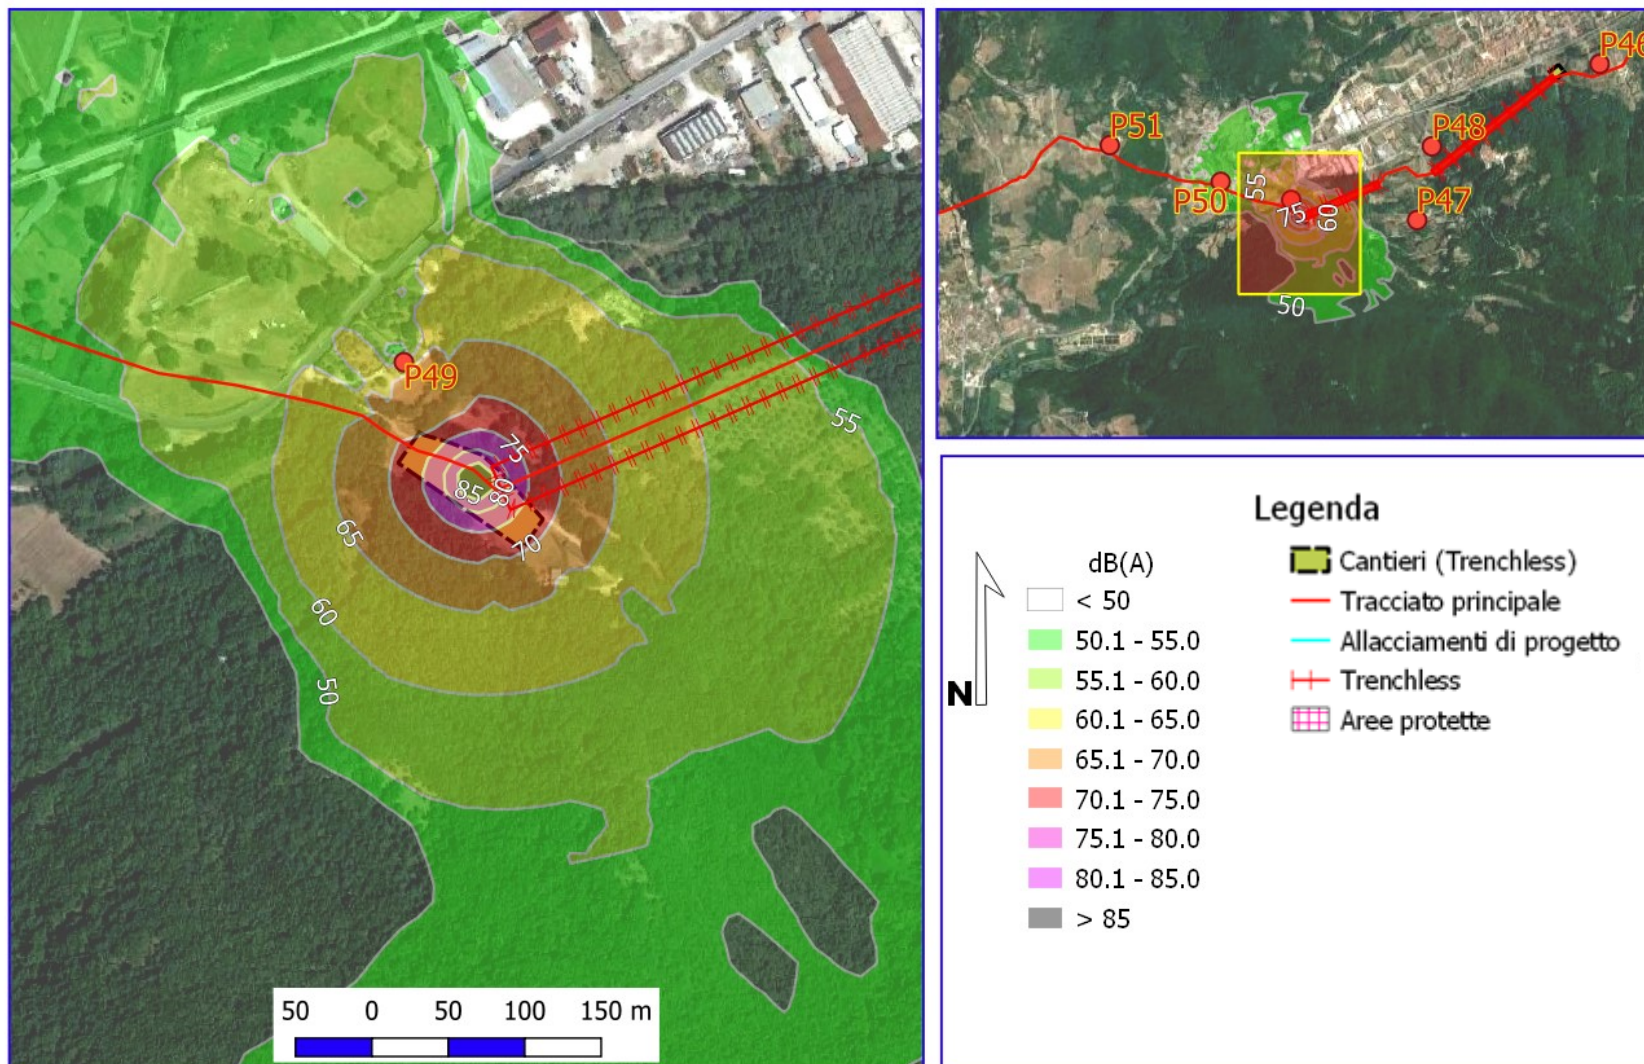 P49
55
75
80
85
70
65
60
50
50 0 50 100 150 m
P46
P51
P48
P50
P47
55
75
60
50
Legenda
dB(A)
< 50
50.1 - 55.0
55.1 - 60.0
60.1 - 65.0
65.1 - 70.0
70.1 - 75.0
75.1 - 80.0
80.1 - 85.0
> 85
N
Cantieri (Trenchless)
Tracciato principale
Allacciamenti di progetto
Trenchless
Aree protette